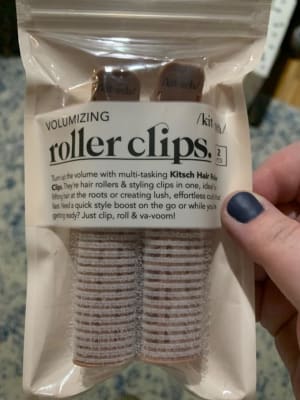 VOLUMIZING
/kit·sch/
roller clips.
2
Turn up the volume with multi-tasking Kitsch Hair Roller
Clips. They're hair rollers & styling clips in one, ideal
lifting hair at the roots or creating lush, effortless curls
Need a quick style boost on the go or while you're
getting ready? Just clip, roll & va-voom!